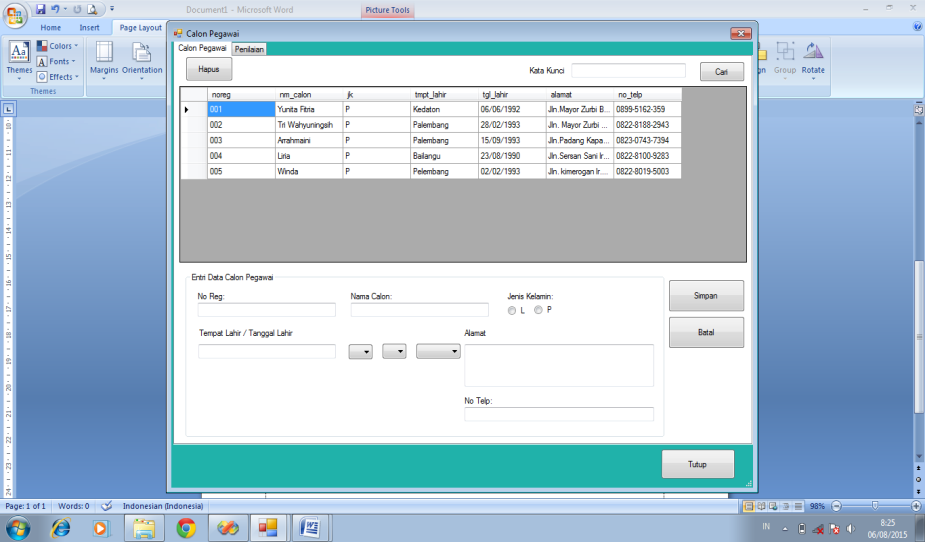 Document1 - Microsoft Word
Picture Tools
Home Insert Page Layout
Colors
Fonts
Effects
Themes
Margins Orientation
Themes
Group Rotate
Calon Pegawai
Calon Pegawai Penilaian
Hapus
Kata Kunci
Cari
noreg nm_calon jk tmpt_lahir tgl_lahir alamat no_telp
001 Yunita Fitria P Kedaton 06/06/1992 Jln.Mayor Zurbi B... 0899-5162-359
002 Tri Wahyuningsih P Palembang 28/02/1993 Jln. Mayor Zurbi ... 0822-8188-2943
003 Arrahmaini P Palembang 15/09/1993 Jln.Padang Kapa... 0823-0743-7394
004 Liria P Bailangu 23/08/1990 Jln.Sersan Sani Ir... 0822-8100-9283
005 Winda P Pelembang 02/02/1993 Jln. kimerogan Ir.... 0822-8019-5003
Entri Data Calon Pegawai
No Reg: Nama Calon: Jenis Kelamin:
L P
Simpan
Tempat Lahir / Tanggal Lahir Alamat
Batal
No Telp:
Tutup
Page: 1 of 1 Words: 0 Indonesian (Indonesia) 98%
IN 8:25
06/08/2015